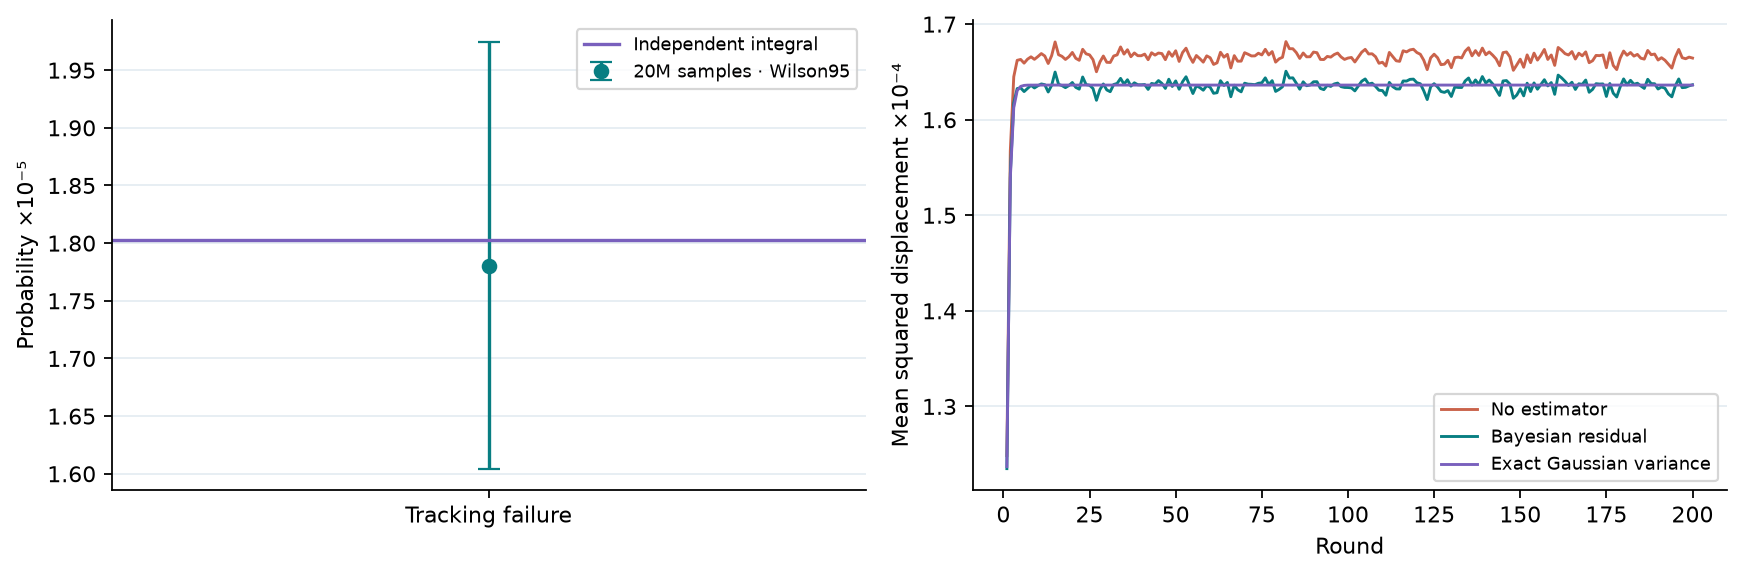 Probability ×10⁻⁵
1.95
1.90
1.85
1.80
1.75
1.70
1.65
1.60
Independent integral
20M samples · Wilson95
Tracking failure
Mean squared displacement ×10⁻⁴
1.7
1.6
1.5
1.4
1.3
No estimator
Bayesian residual
Exact Gaussian variance
0 25 50 75 100 125 150 175 200
Round